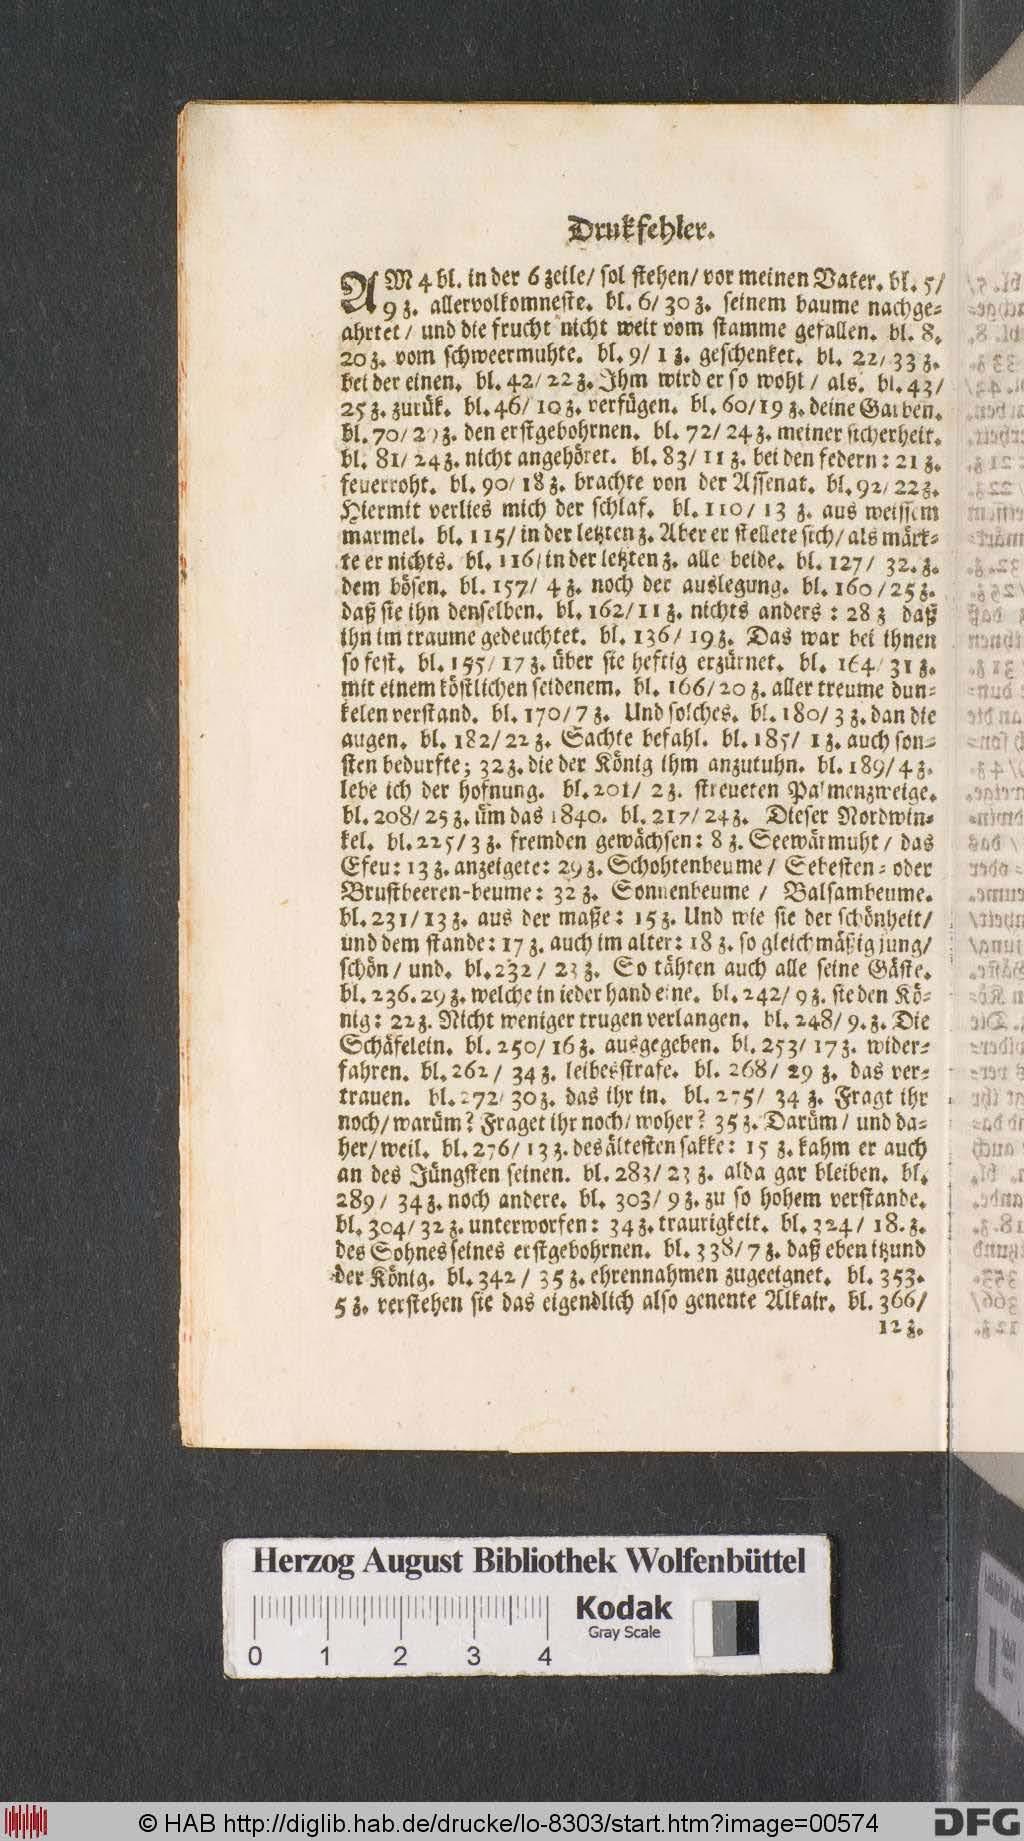 Drukfehler.
AM 4 bl. in der 6 zeile/ sol stehen/ vor meinen Vater. bl. 5/
9 z. allervolkomneste. bl. 6/ 30 z. seinem baume nachge=
ahrtet/ und die frucht nicht weit vom stamme gefallen. bl. 8.
20 z. vom schweermuhte. bl. 9/ 1 z. geschenket. bl. 22/ 33 z.
bei der einen. bl. 42/ 22 z. Ihm wird er so wohl/ als. bl. 43/
25 z. zurük. bl. 46/ 10 z. verfügen. bl. 60/ 19 z. deine Garben.
bl. 70/ 29 z. den erstgebohrnen. bl. 72/ 24 z. meiner sicherheit.
bl. 81/ 24 z. nicht angehöret. bl. 83/ 11 z. bei den federn: 21 z.
feuerroht. bl. 90/ 18 z. brachte von der Assenat. bl. 92/ 22 z.
Hiermit verlies mich der schlaf. bl. 110/ 13 z. aus weissem
marmel. bl. 115/ in der letzten z. Aber er stellete sich/ als märk=
te er nichts. bl. 116/ in der letzten z. alle beide. bl. 127/ 32. z.
dem bösen. bl. 157/ 4 z. noch der auslegung. bl. 160/ 25 z.
daß sie ihn denselben. bl. 162/ 11 z. nichts anders: 28 z daß
ihn im traume gedeuchtet. bl. 136/ 19 z. Das war bei ihnen
so fest. bl. 155/ 17 z. über sie heftig erzürnet. bl. 164/ 31 z.
mit einem köstlichen seidenem. bl. 166/ 20 z. aller treume dun=
kelen verstand. bl. 170/ 7 z. Und solches. bl. 180/ 3 z. dan die
augen. bl. 182/ 22 z. Sachte befahl. bl. 185/ 1 z. auch son=
sten bedurfte; 32 z. die der König ihm anzutuhn. bl. 189/ 4 z.
lebe ich der hofnung. bl. 201/ 2 z. streueten Palmenzweige.
bl. 208/ 25 z. üm das 1840. bl. 217/ 24 z. Dieser Nordwin=
kel. bl. 225/ 3 z. fremden gewächsen: 8 z. Seewärmuht/ das
Efeu: 13 z. anzeigete: 29 z. Schohtenbeume/ Sebesten= oder
Brustbeeren-beume: 32 z. Sonnenbeume/ Balsambeume.
bl. 231/ 13 z. aus der maße: 15 z. Und wie sie der schönheit/
und dem stande: 17 z. auch im alter: 18 z. so gleichmäßig jung/
schön/ und. bl. 232/ 23 z. So tähten auch alle seine Gäste.
bl. 236. 29 z. welche in ieder hand eine. bl. 242/ 9 z. sie den Kö=
nig: 22 z. Nicht weniger trugen verlangen. bl. 248/ 9. z. Die
Schäfelein. bl. 250/ 16 z. ausgegeben. bl. 253/ 17 z. wider=
fahren. bl. 262/ 34 z. leibesstrafe. bl. 268/ 29 z. das ver=
trauen. bl. 272/ 30 z. das ihr in. bl. 275/ 34 z. Fragt ihr
noch/ warüm? Fraget ihr noch/ woher? 35 z. Darüm/ und da=
her/ weil. bl. 276/ 13 z. des ältesten sakke: 15 z. kahm er auch
an des Jüngsten seinen. bl. 283/ 23 z. alda gar bleiben. bl.
289/ 34 z. noch andere. bl. 303/ 9 z. zu so hohem verstande.
bl. 304/ 32 z. unterworfen: 34 z. traurigkeit. bl. 324/ 18. z.
des Sohnes seines erstgebohrnen. bl. 338/ 7 z. daß eben itzund
der König. bl. 342/ 35 z. ehrennahmen zugeeignet. bl. 353.
5 z. verstehen sie das eigendlich also genente Alkair. bl. 366/
12 z.
Herzog August Bibliothek Wolfenbüttel
Kodak
Gray Scale
0 1 2 3 4
© HAB http://diglib.hab.de/drucke/lo-8303/start.htm?image=00574
DFG